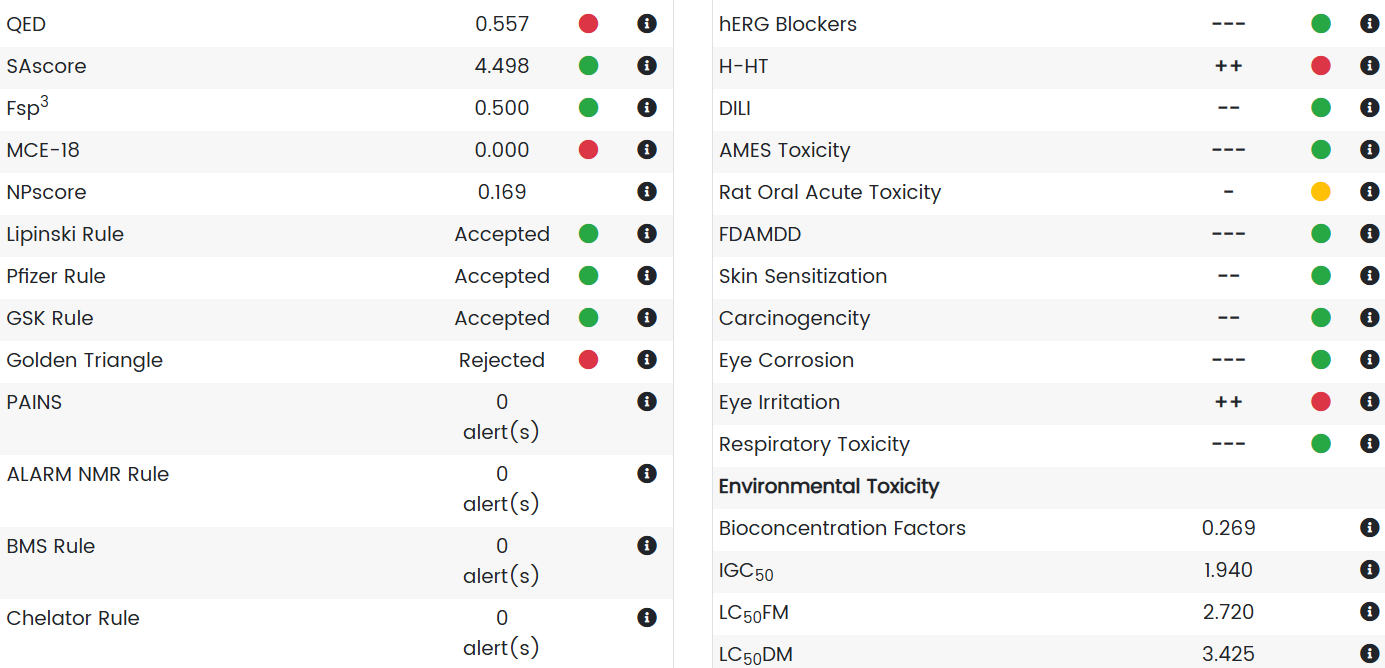 QED 0.557
SAscore 4.498
Fsp3 0.500
MCE-18 0.000
NPscore 0.169
Lipinski Rule Accepted
Pfizer Rule Accepted
GSK Rule Accepted
Golden Triangle Rejected
PAINS 0
alert(s)
ALARM NMR Rule 0
alert(s)
BMS Rule 0
alert(s)
Chelator Rule 0
alert(s)
hERG Blockers ---
H-HT ++
DILI --
AMES Toxicity ---
Rat Oral Acute Toxicity -
FDAMDD ---
Skin Sensitization --
Carcinogencity --
Eye Corrosion ---
Eye Irritation ++
Respiratory Toxicity ---
Environmental Toxicity
Bioconcentration Factors 0.269
IGC50 1.940
LC50FM 2.720
LC50DM 3.425